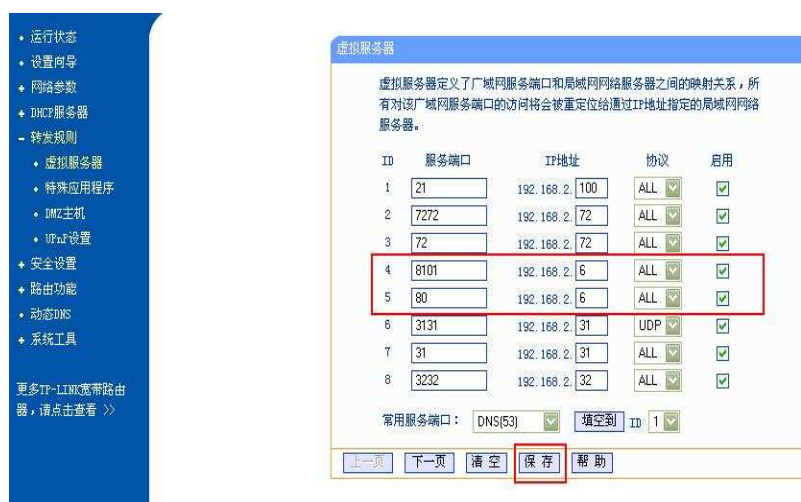 运行状态
设置向导
网络参数
DHCP服务器
转发规则
虚拟服务器
特殊应用程序
DMZ主机
UPnP设置
安全设置
路由功能
动态DNS
系统工具
更多TP-LINK宽带路由
器，请点击查看 >>
虚拟服务器
虚拟服务器定义了广域网服务端口和局域网网络服务器之间的映射关系，所
有对该广域网服务端口的访问将会被重定位给通过IP地址指定的局域网网络
服务器。
ID 服务端口 IP地址 协议 启用
1 21 192.168.2. 100 ALL
2 7272 192.168.2. 72 ALL
3 72 192.168.2. 72 ALL
4 8101 192.168.2. 6 ALL
5 80 192.168.2. 6 ALL
6 3131 192.168.2. 31 UDP
7 31 192.168.2. 31 ALL
8 3232 192.168.2. 32 ALL
常用服务端口： DNS(53) 填空到 ID 1
上一页 下一页 清空 保存 帮助